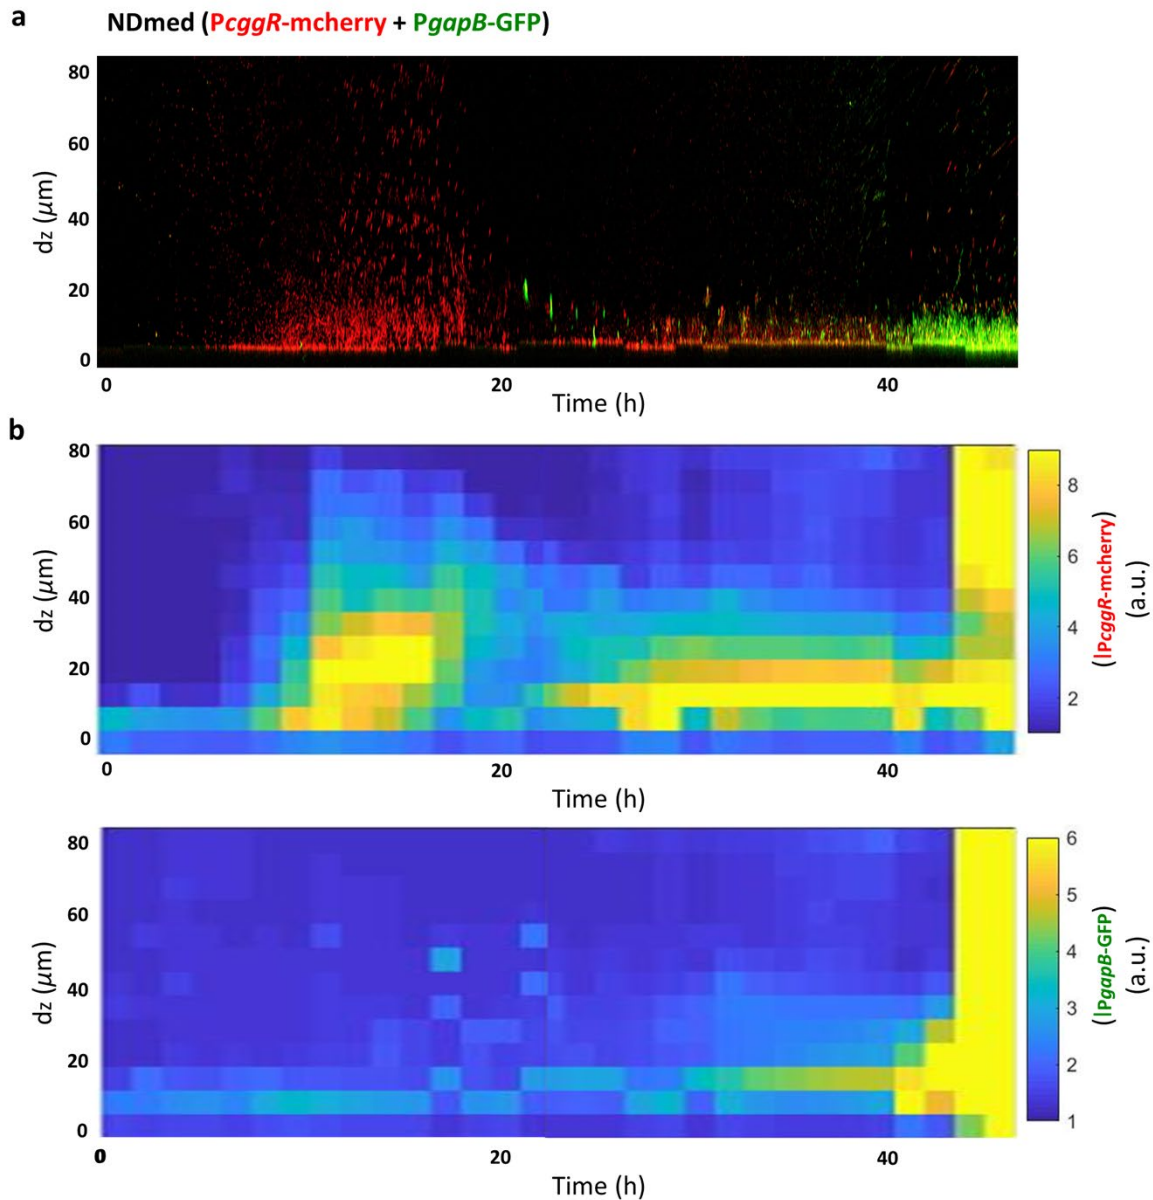 a
NDmed (PcggR-mcherry + PgapB-GFP)
80
60
40
20
0
dz (μm)
0 20 40
Time (h)
b
80
60
40
20
0
dz (μm)
0 20 40
Time (h)
8
6
4
2
(IPcggR-mcherry)
(a.u.)
80
60
40
20
0
dz (μm)
0 20 40
Time (h)
6
5
4
3
2
1
(IPgapB-GFP)
(a.u.)